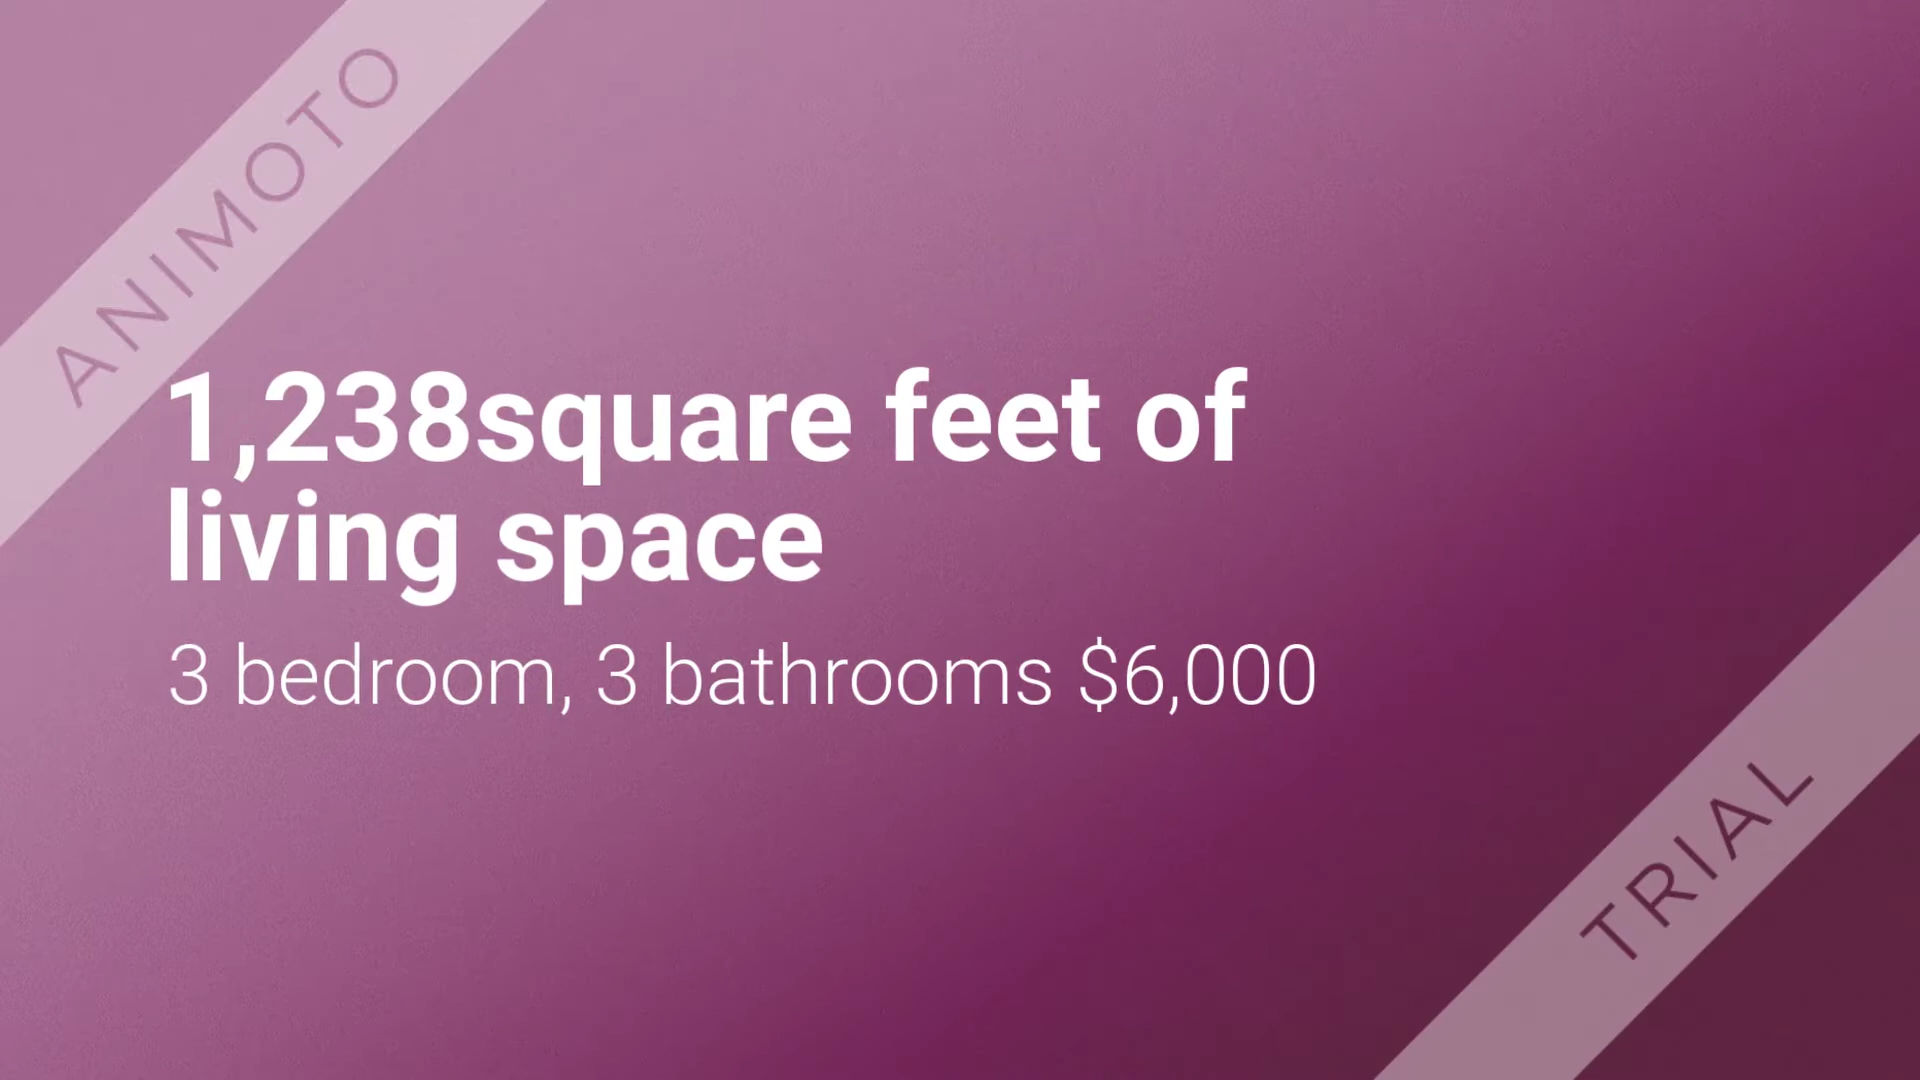 ANIMOTO
1,238square feet of
living space
3 bedroom, 3 bathrooms $6,000
TRIAL